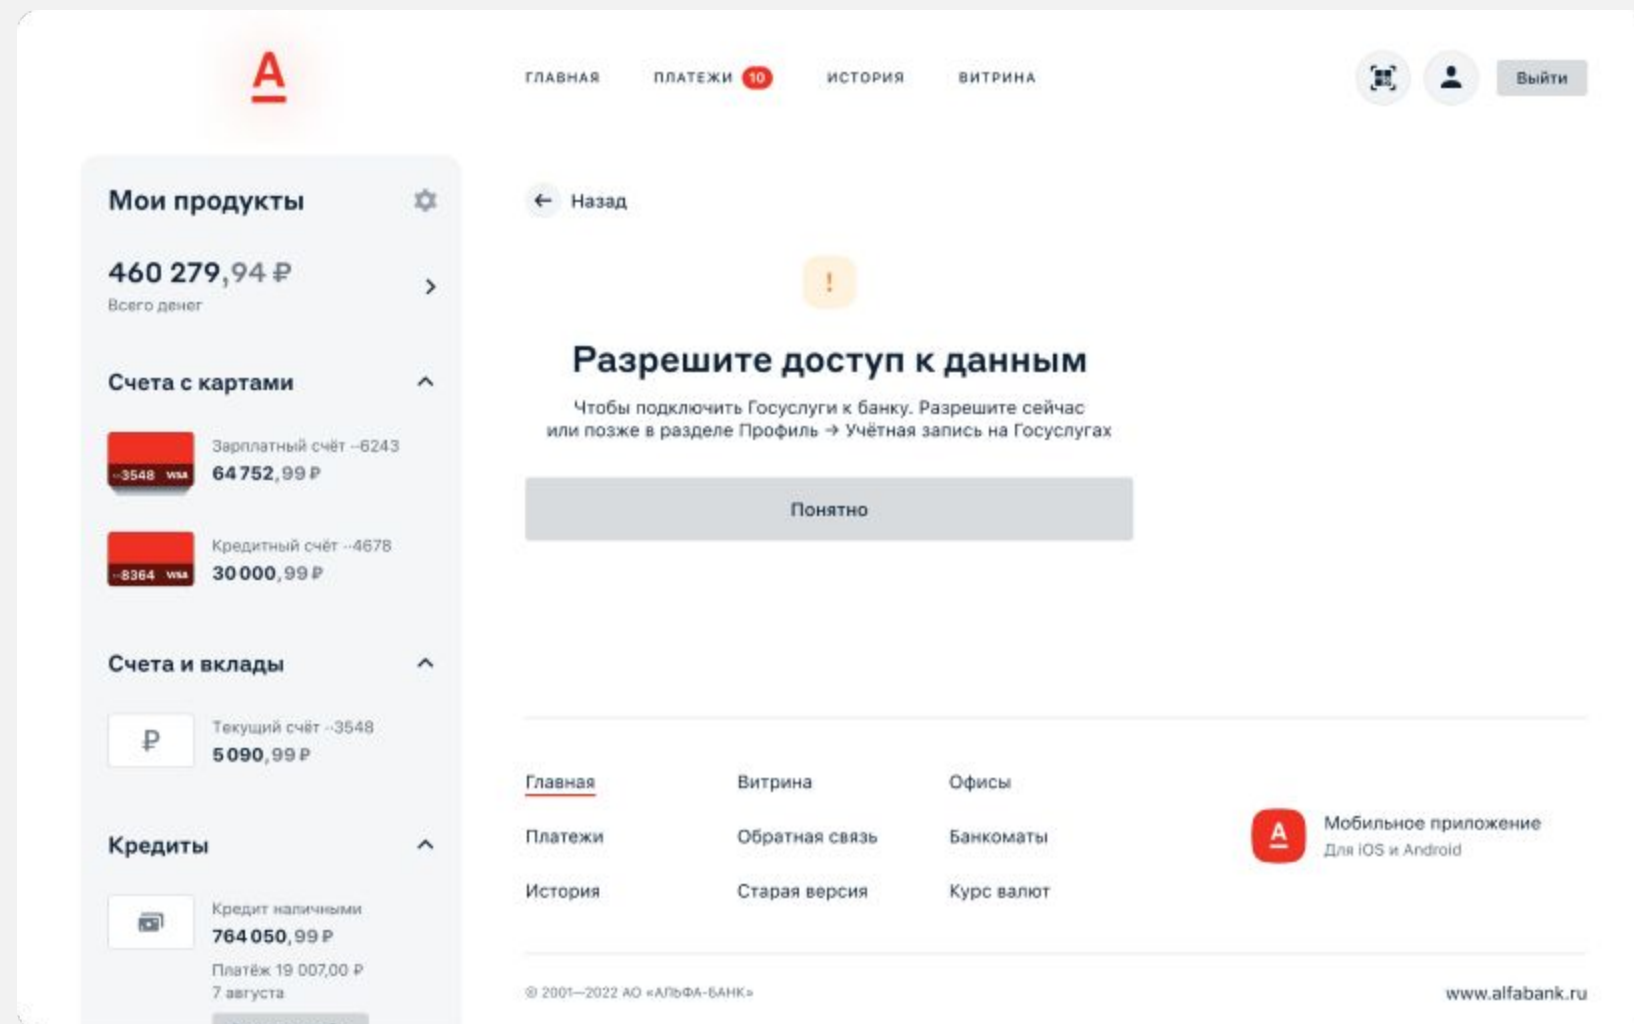 А
ГЛАВНАЯ
ПЛАТЕЖИ 10
ИСТОРИЯ
ВИТРИНА
Выйти
Мои продукты
460 279,94 ₽
Всего денег
Счета с картами
Зарплатный счёт ··6243
64 752,99 ₽
··3548 VISA
Кредитный счёт ··4678
30 000,99 ₽
··8364 VISA
Счета и вклады
₽
Текущий счёт ··3548
5 090,99 ₽
Кредиты
Кредит наличными
764 050,99 ₽
Платёж 19 007,00 ₽
7 августа
← Назад
!
Разрешите доступ к данным
Чтобы подключить Госуслуги к банку. Разрешите сейчас
или позже в разделе Профиль → Учётная запись на Госуслугах
Понятно
Главная
Платежи
История
Витрина
Обратная связь
Старая версия
Офисы
Банкоматы
Курс валют
А
Мобильное приложение
Для iOS и Android
© 2001—2022 АО «АЛЬФА-БАНК»
www.alfabank.ru